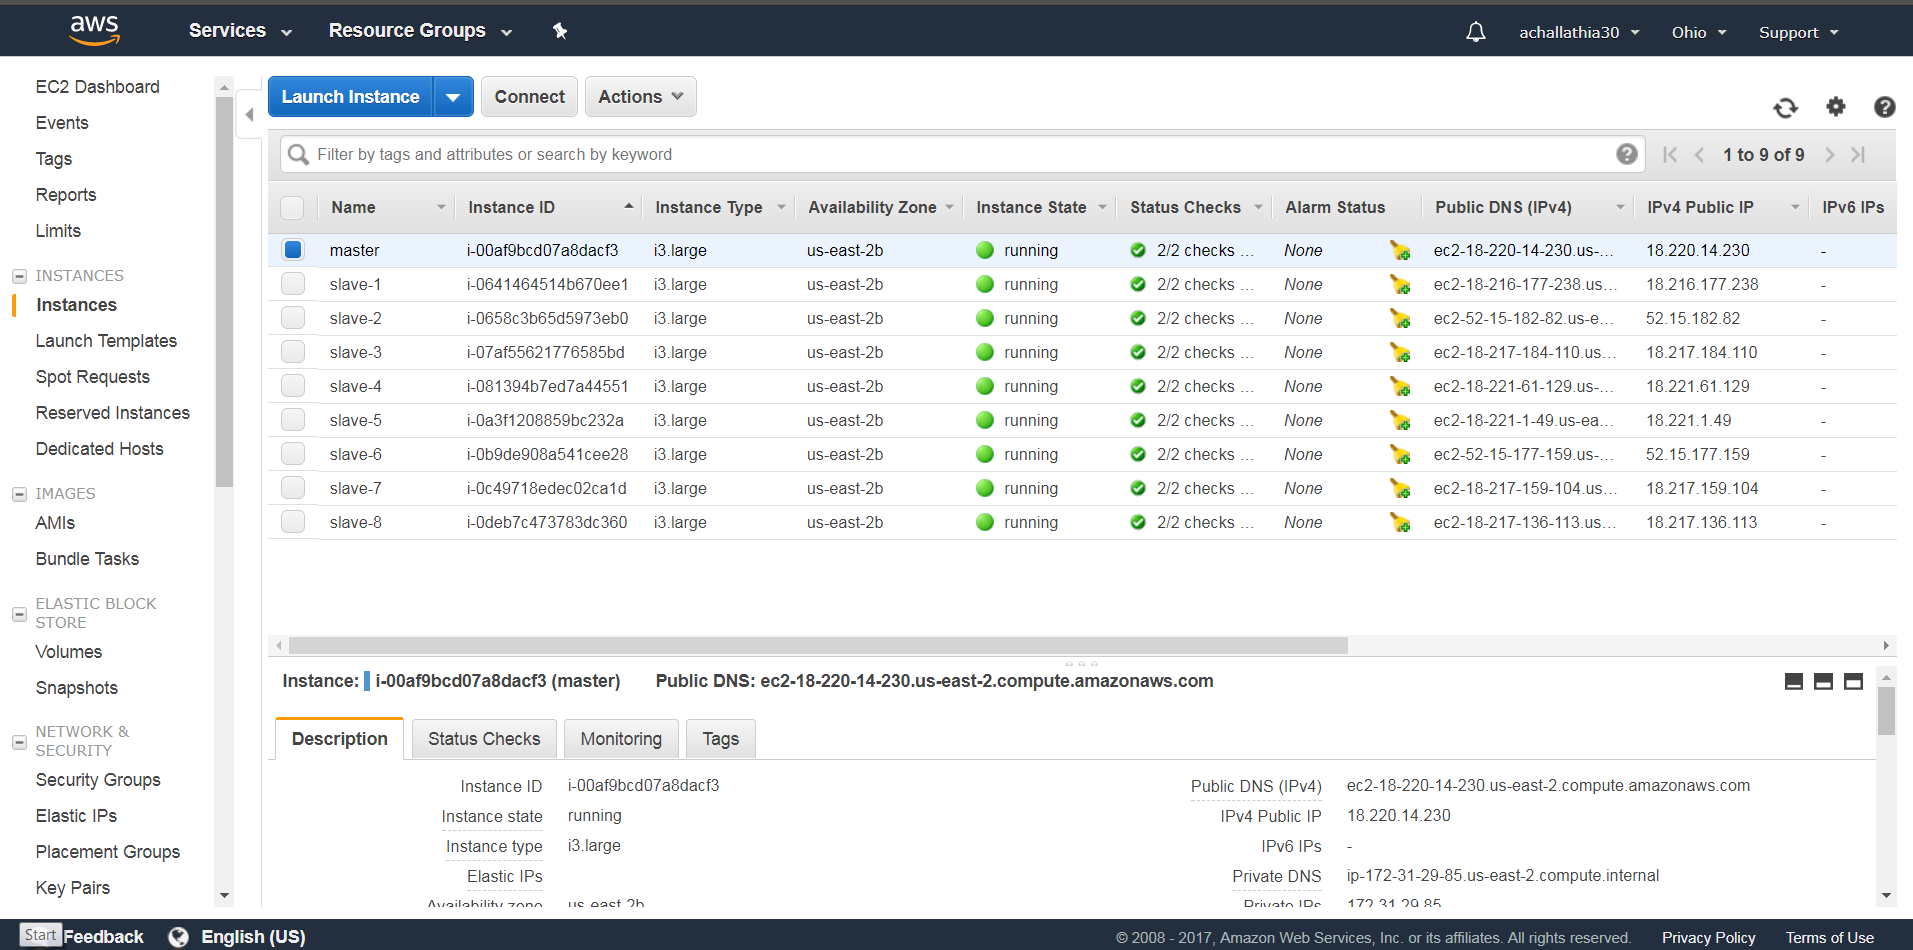 aws Services Resource Groups achallathia30 Ohio Support
EC2 Dashboard
Events
Tags
Reports
Limits
INSTANCES
Instances
Launch Templates
Spot Requests
Reserved Instances
Dedicated Hosts
IMAGES
AMIs
Bundle Tasks
ELASTIC BLOCK
STORE
Volumes
Snapshots
NETWORK &
SECURITY
Security Groups
Elastic IPs
Placement Groups
Key Pairs
Launch Instance Connect Actions
Filter by tags and attributes or search by keyword 1 to 9 of 9
Name Instance ID Instance Type Availability Zone Instance State Status Checks Alarm Status Public DNS (IPv4) IPv4 Public IP IPv6 IPs
master i-00af9bcd07a8dacf3 i3.large us-east-2b running 2/2 checks ... None ec2-18-220-14-230.us-... 18.220.14.230 -
slave-1 i-0641464514b670ee1 i3.large us-east-2b running 2/2 checks ... None ec2-18-216-177-238.us... 18.216.177.238 -
slave-2 i-0658c3b65d5973eb0 i3.large us-east-2b running 2/2 checks ... None ec2-52-15-182-82.us-e... 52.15.182.82 -
slave-3 i-07af55621776585bd i3.large us-east-2b running 2/2 checks ... None ec2-18-217-184-110.us... 18.217.184.110 -
slave-4 i-081394b7ed7a44551 i3.large us-east-2b running 2/2 checks ... None ec2-18-221-61-129.us-... 18.221.61.129 -
slave-5 i-0a3f1208859bc232a i3.large us-east-2b running 2/2 checks ... None ec2-18-221-1-49.us-ea... 18.221.1.49 -
slave-6 i-0b9de908a541cee28 i3.large us-east-2b running 2/2 checks ... None ec2-52-15-177-159.us-... 52.15.177.159 -
slave-7 i-0c49718edec02ca1d i3.large us-east-2b running 2/2 checks ... None ec2-18-217-159-104.us... 18.217.159.104 -
slave-8 i-0deb7c473783dc360 i3.large us-east-2b running 2/2 checks ... None ec2-18-217-136-113.us... 18.217.136.113 -
Instance: i-00af9bcd07a8dacf3 (master) Public DNS: ec2-18-220-14-230.us-east-2.compute.amazonaws.com
Description Status Checks Monitoring Tags
Instance ID i-00af9bcd07a8dacf3 Public DNS (IPv4) ec2-18-220-14-230.us-east-2.compute.amazonaws.com
Instance state running IPv4 Public IP 18.220.14.230
Instance type i3.large IPv6 IPs -
Elastic IPs Private DNS ip-172-31-29-85.us-east-2.compute.internal
Availability zone us-east-2b Private IPs 172.31.29.85
Start Feedback English (US) © 2008 - 2017, Amazon Web Services, Inc. or its affiliates. All rights reserved. Privacy Policy Terms of Use